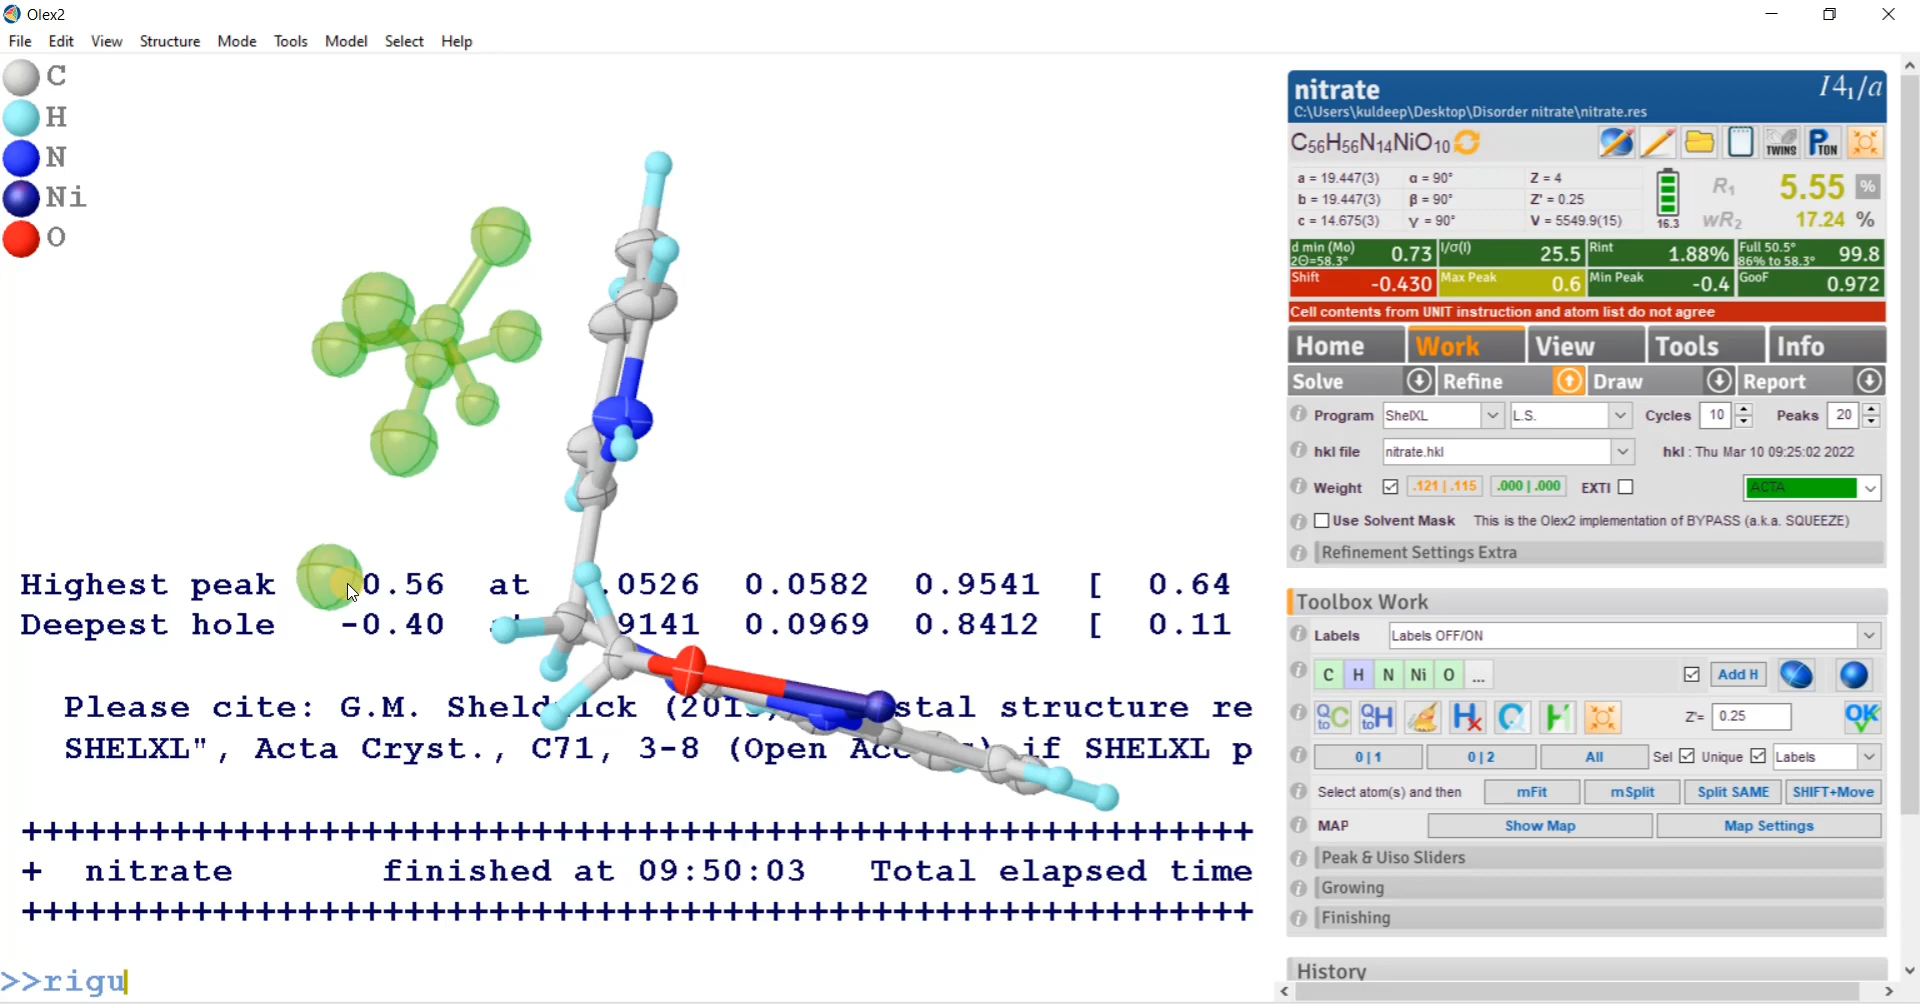 Olex2
File Edit View Structure Mode Tools Model Select Help
C
H
N
Ni
O
Highest peak 0.56 at .0526 0.0582 0.9541 [ 0.64
Deepest hole -0.40 9141 0.0969 0.8412 [ 0.11
Please cite: G.M. Sheldrick stal structure re
SHELXL", Acta Cryst., C71, 3-8 (Open if SHELXL p
++++++++++++++++++++++++++++++++++++++++++++++++++++++++++
+ nitrate finished at 09:50:03 Total elapsed time
++++++++++++++++++++++++++++++++++++++++++++++++++++++++++
>>rigu
nitrate I4₁/a
C:\Users\kuldeep\Desktop\Disorder nitrate\nitrate.res
C₅₆H₅₆N₁₄NiO₁₀ TWINS PTON
a = 19.447(3) α = 90° Z = 4 R₁ 5.55 %
b = 19.447(3) β = 90° Z' = 0.25
c = 14.675(3) γ = 90° V = 5549.9(15) 16.3 wR₂ 17.24 %
d min (Mo) 2Θ=58.3° 0.73 I/σ(I) 25.5 Rint 1.88% Full 50.5° 86% to 58.3° 99.8
Shift -0.430 Max Peak 0.6 Min Peak -0.4 GooF 0.972
Cell contents from UNIT instruction and atom list do not agree
Home Work View Tools Info
Solve Refine Draw Report
Program ShelXL L.S. Cycles 10 Peaks 20
hkl file nitrate.hkl hkl : Thu Mar 10 09:25:02 2022
Weight .121 | .115 .000 | .000 EXTI ACTA
Use Solvent Mask This is the Olex2 implementation of BYPASS (a.k.a. SQUEEZE)
Refinement Settings Extra
Toolbox Work
Labels Labels OFF/ON
C H N Ni O ... Add H
Q to C Q to H Hx Q H Z'= 0.25 OK
0 | 1 0 | 2 All Sel Unique Labels
Select atom(s) and then mFit mSplit Split SAME SHIFT+Move
MAP Show Map Map Settings
Peak & Uiso Sliders
Growing
Finishing
History